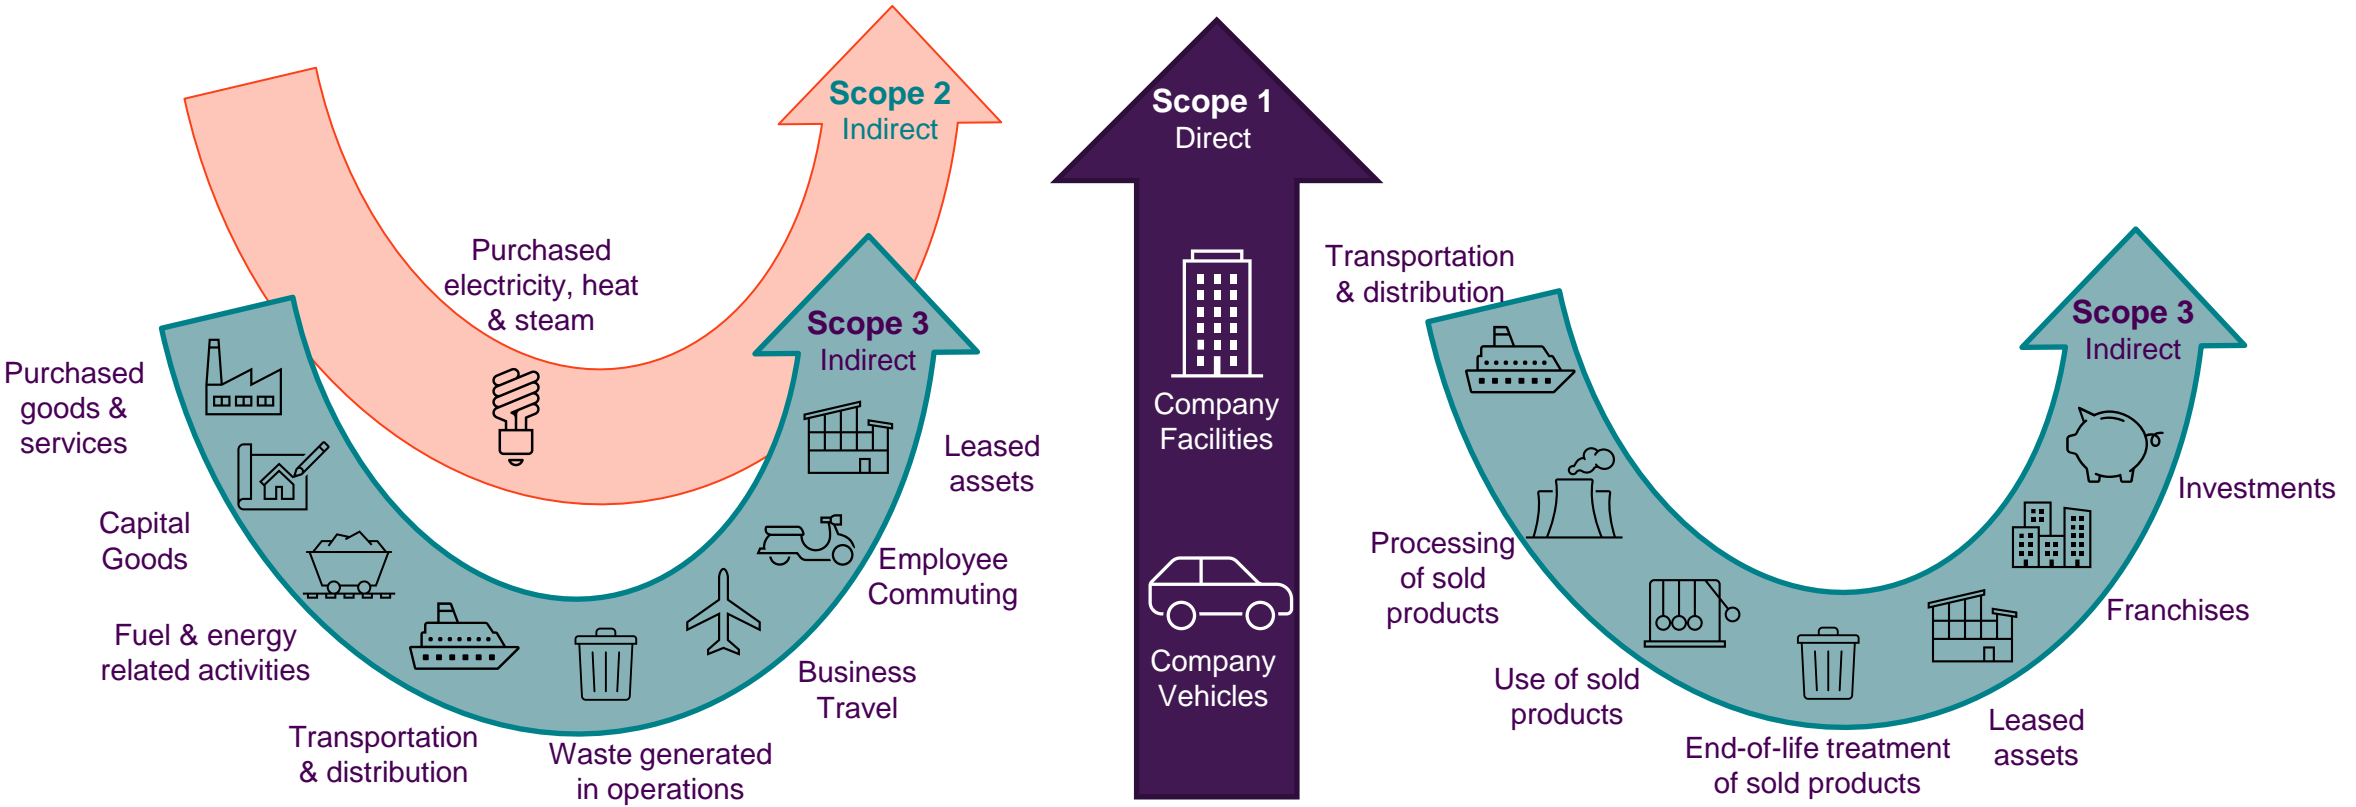 Scope 2
Indirect
Purchased
electricity, heat
& steam
Scope 3
Indirect
Purchased
goods &
services
Capital
Goods
Fuel & energy
related activities
Transportation
& distribution
Waste generated
in operations
Business
Travel
Employee
Commuting
Leased
assets
Scope 1
Direct
Company
Facilities
Company
Vehicles
Transportation
& distribution
Processing
of sold
products
Use of sold
products
End-of-life treatment
of sold products
Leased
assets
Franchises
Investments
Scope 3
Indirect